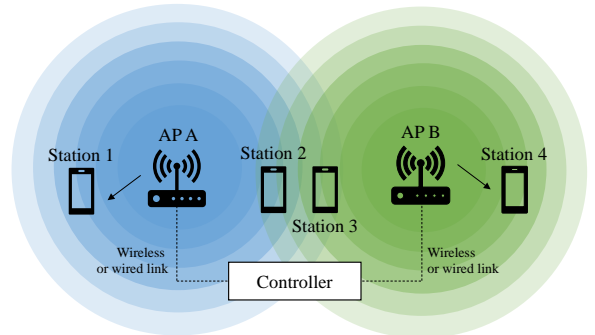 AP A
AP B
Station 1
Station 2
Station 4
Station 3
Wireless
or wired link
Wireless
or wired link
Controller